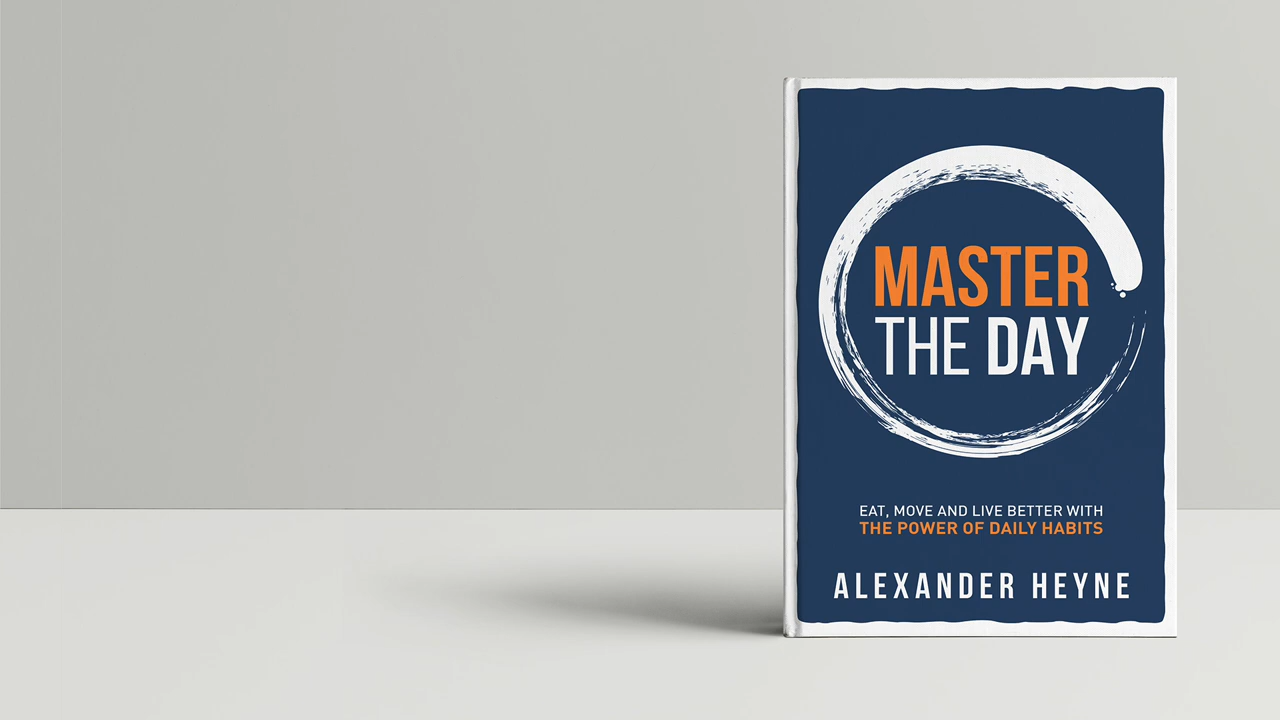 MASTER
THE DAY
EAT, MOVE AND LIVE BETTER WITH
THE POWER OF DAILY HABITS
ALEXANDER HEYNE